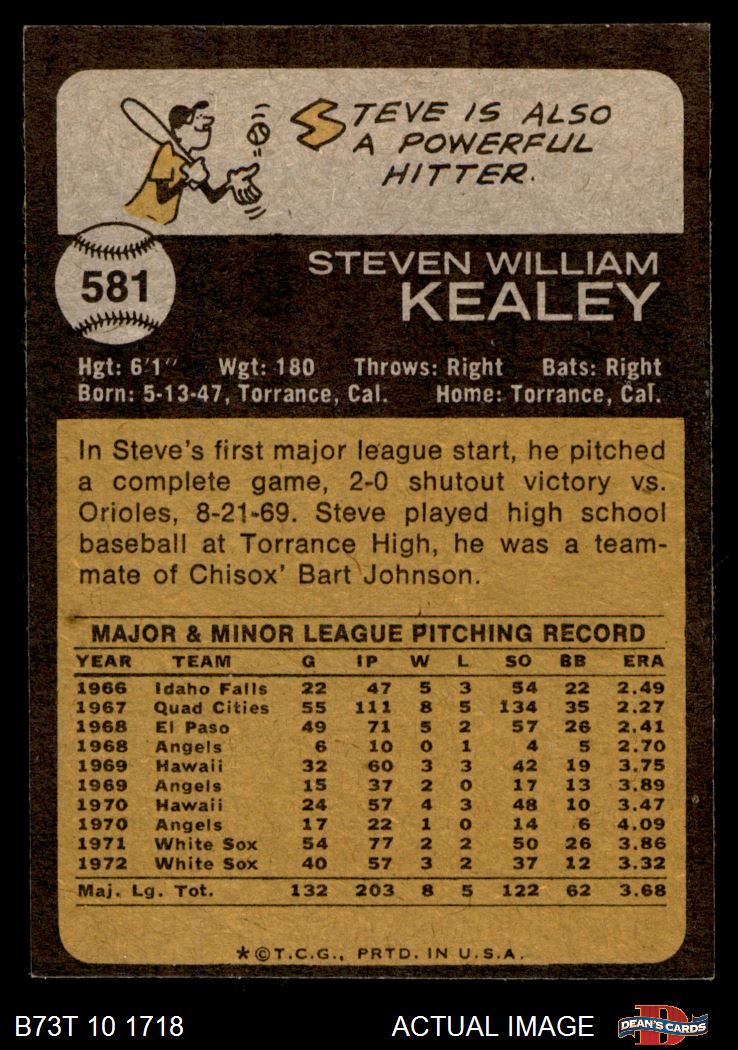 STEVE IS ALSO
A POWERFUL
HITTER.
581
STEVEN WILLIAM
KEALEY
Hgt: 6'1" Wgt: 180 Throws: Right Bats: Right
Born: 5-13-47, Torrance, Cal. Home: Torrance, Cal.
In Steve's first major league start, he pitched
a complete game, 2-0 shutout victory vs.
Orioles, 8-21-69. Steve played high school
baseball at Torrance High, he was a team-
mate of Chisox' Bart Johnson.
MAJOR & MINOR LEAGUE PITCHING RECORD
YEAR TEAM G IP W L SO BB ERA
1966 Idaho Falls 22 47 5 3 54 22 2.49
1967 Quad Cities 55 111 8 5 134 35 2.27
1968 El Paso 49 71 5 2 57 26 2.41
1968 Angels 6 10 0 1 4 5 2.70
1969 Hawaii 32 60 3 3 42 19 3.75
1969 Angels 15 37 2 0 17 13 3.89
1970 Hawaii 24 57 4 3 48 10 3.47
1970 Angels 17 22 1 0 14 6 4.09
1971 White Sox 54 77 2 2 50 26 3.86
1972 White Sox 40 57 3 2 37 12 3.32
Maj. Lg. Tot. 132 203 8 5 122 62 3.68
*©T.C.G., PRTD. IN U.S.A.
B73T 10 1718 ACTUAL IMAGE DEAN'S CARDS